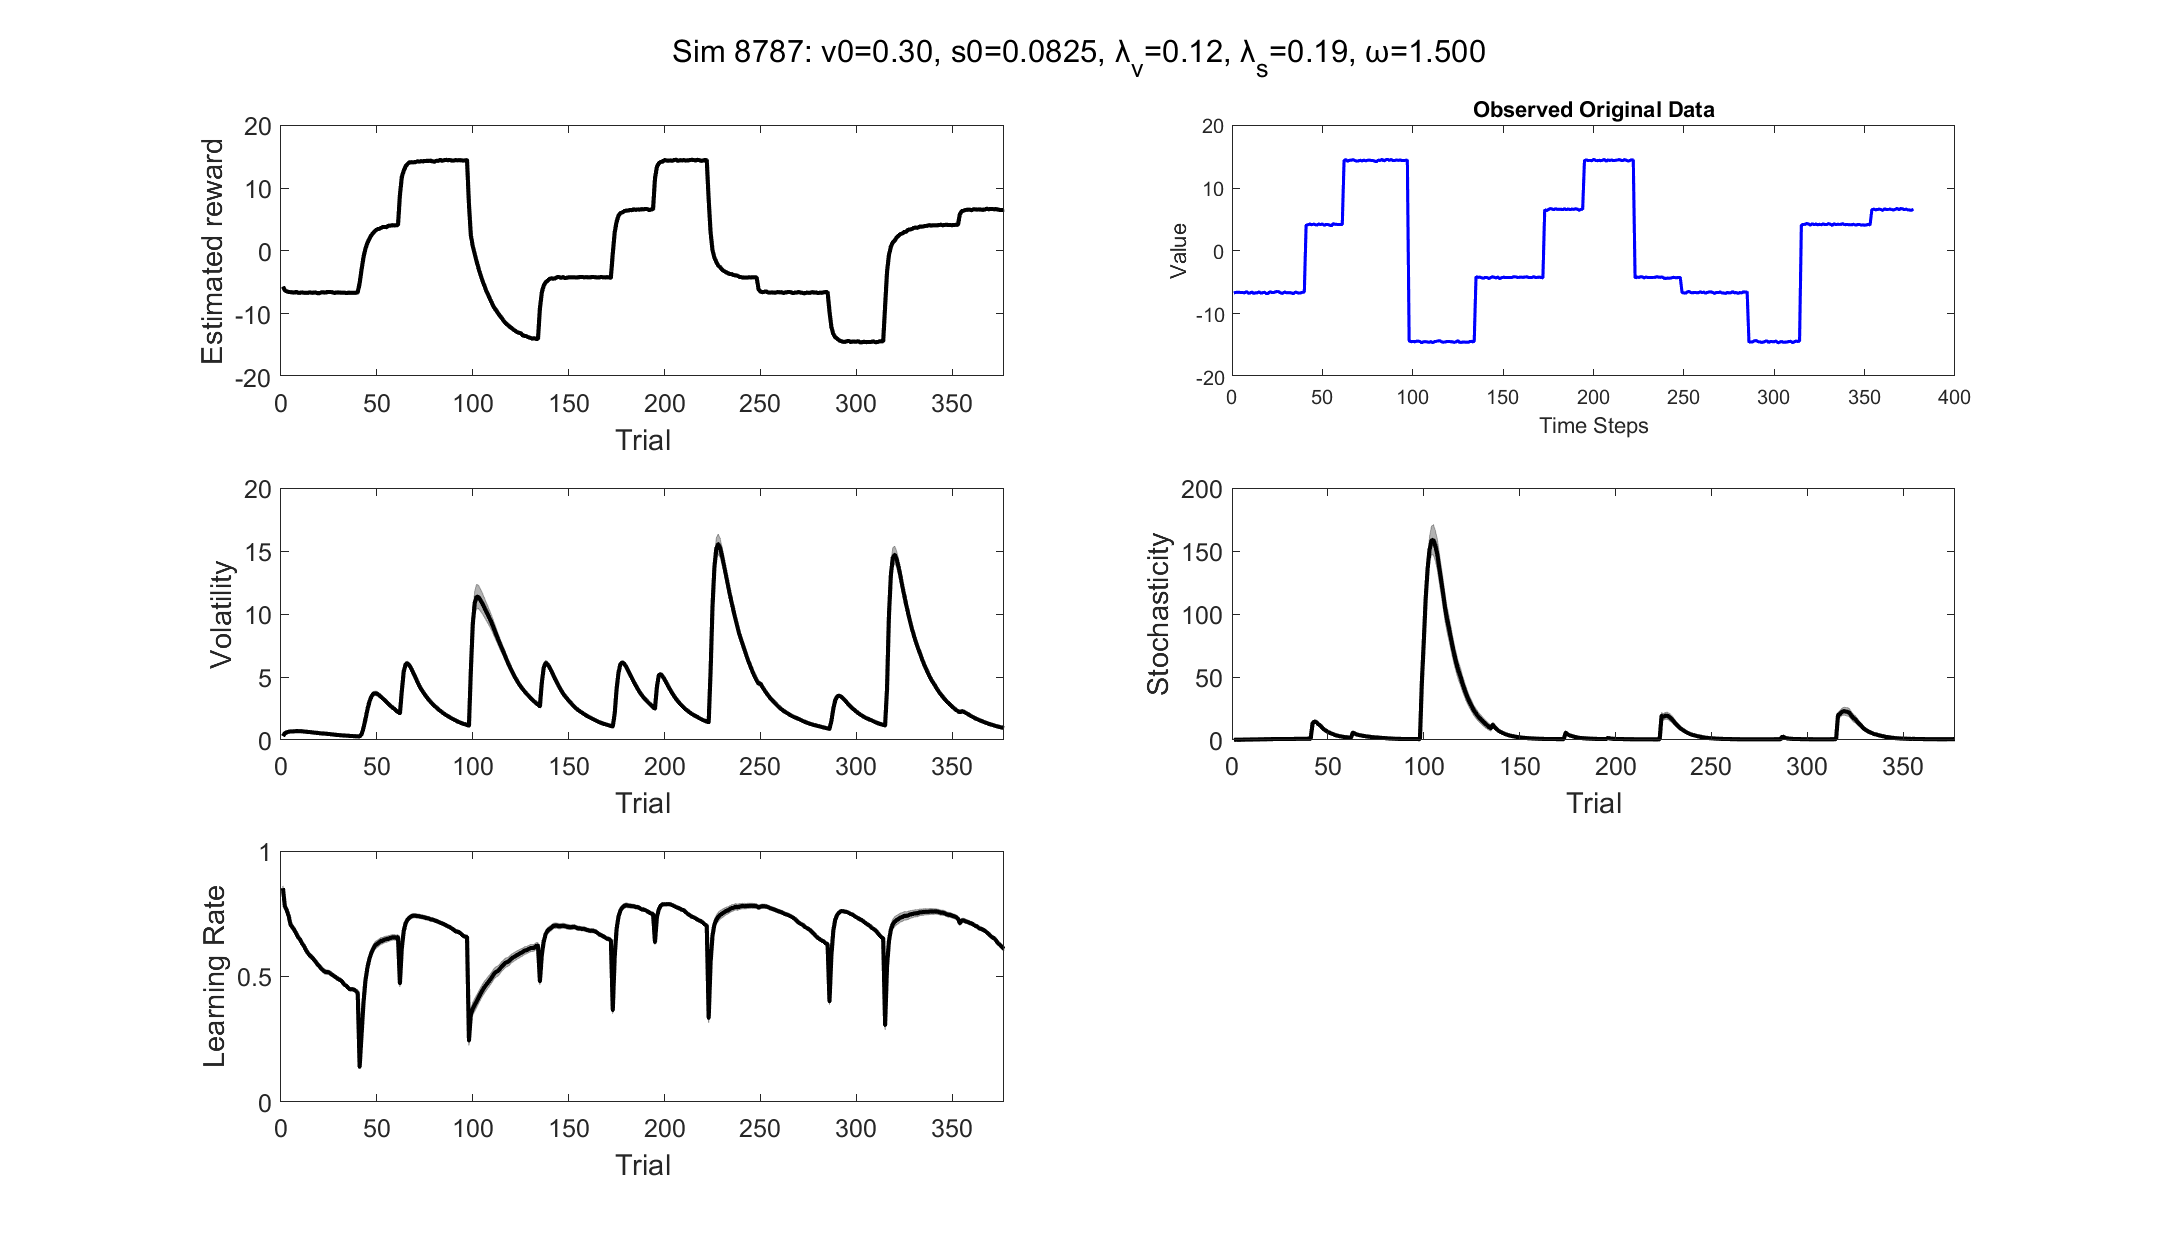 Sim 8787: v0=0.30, s0=0.0825, λv=0.12, λs=0.19, ω=1.500
Estimated reward
20
10
0
-10
-20
0 50 100 150 200 250 300 350
Trial
Observed Original Data
Value
20
10
0
-10
-20
0 50 100 150 200 250 300 350 400
Time Steps
Volatility
20
15
10
5
0
0 50 100 150 200 250 300 350
Trial
Stochasticity
200
150
100
50
0
0 50 100 150 200 250 300 350
Trial
Learning Rate
1
0.5
0
0 50 100 150 200 250 300 350
Trial